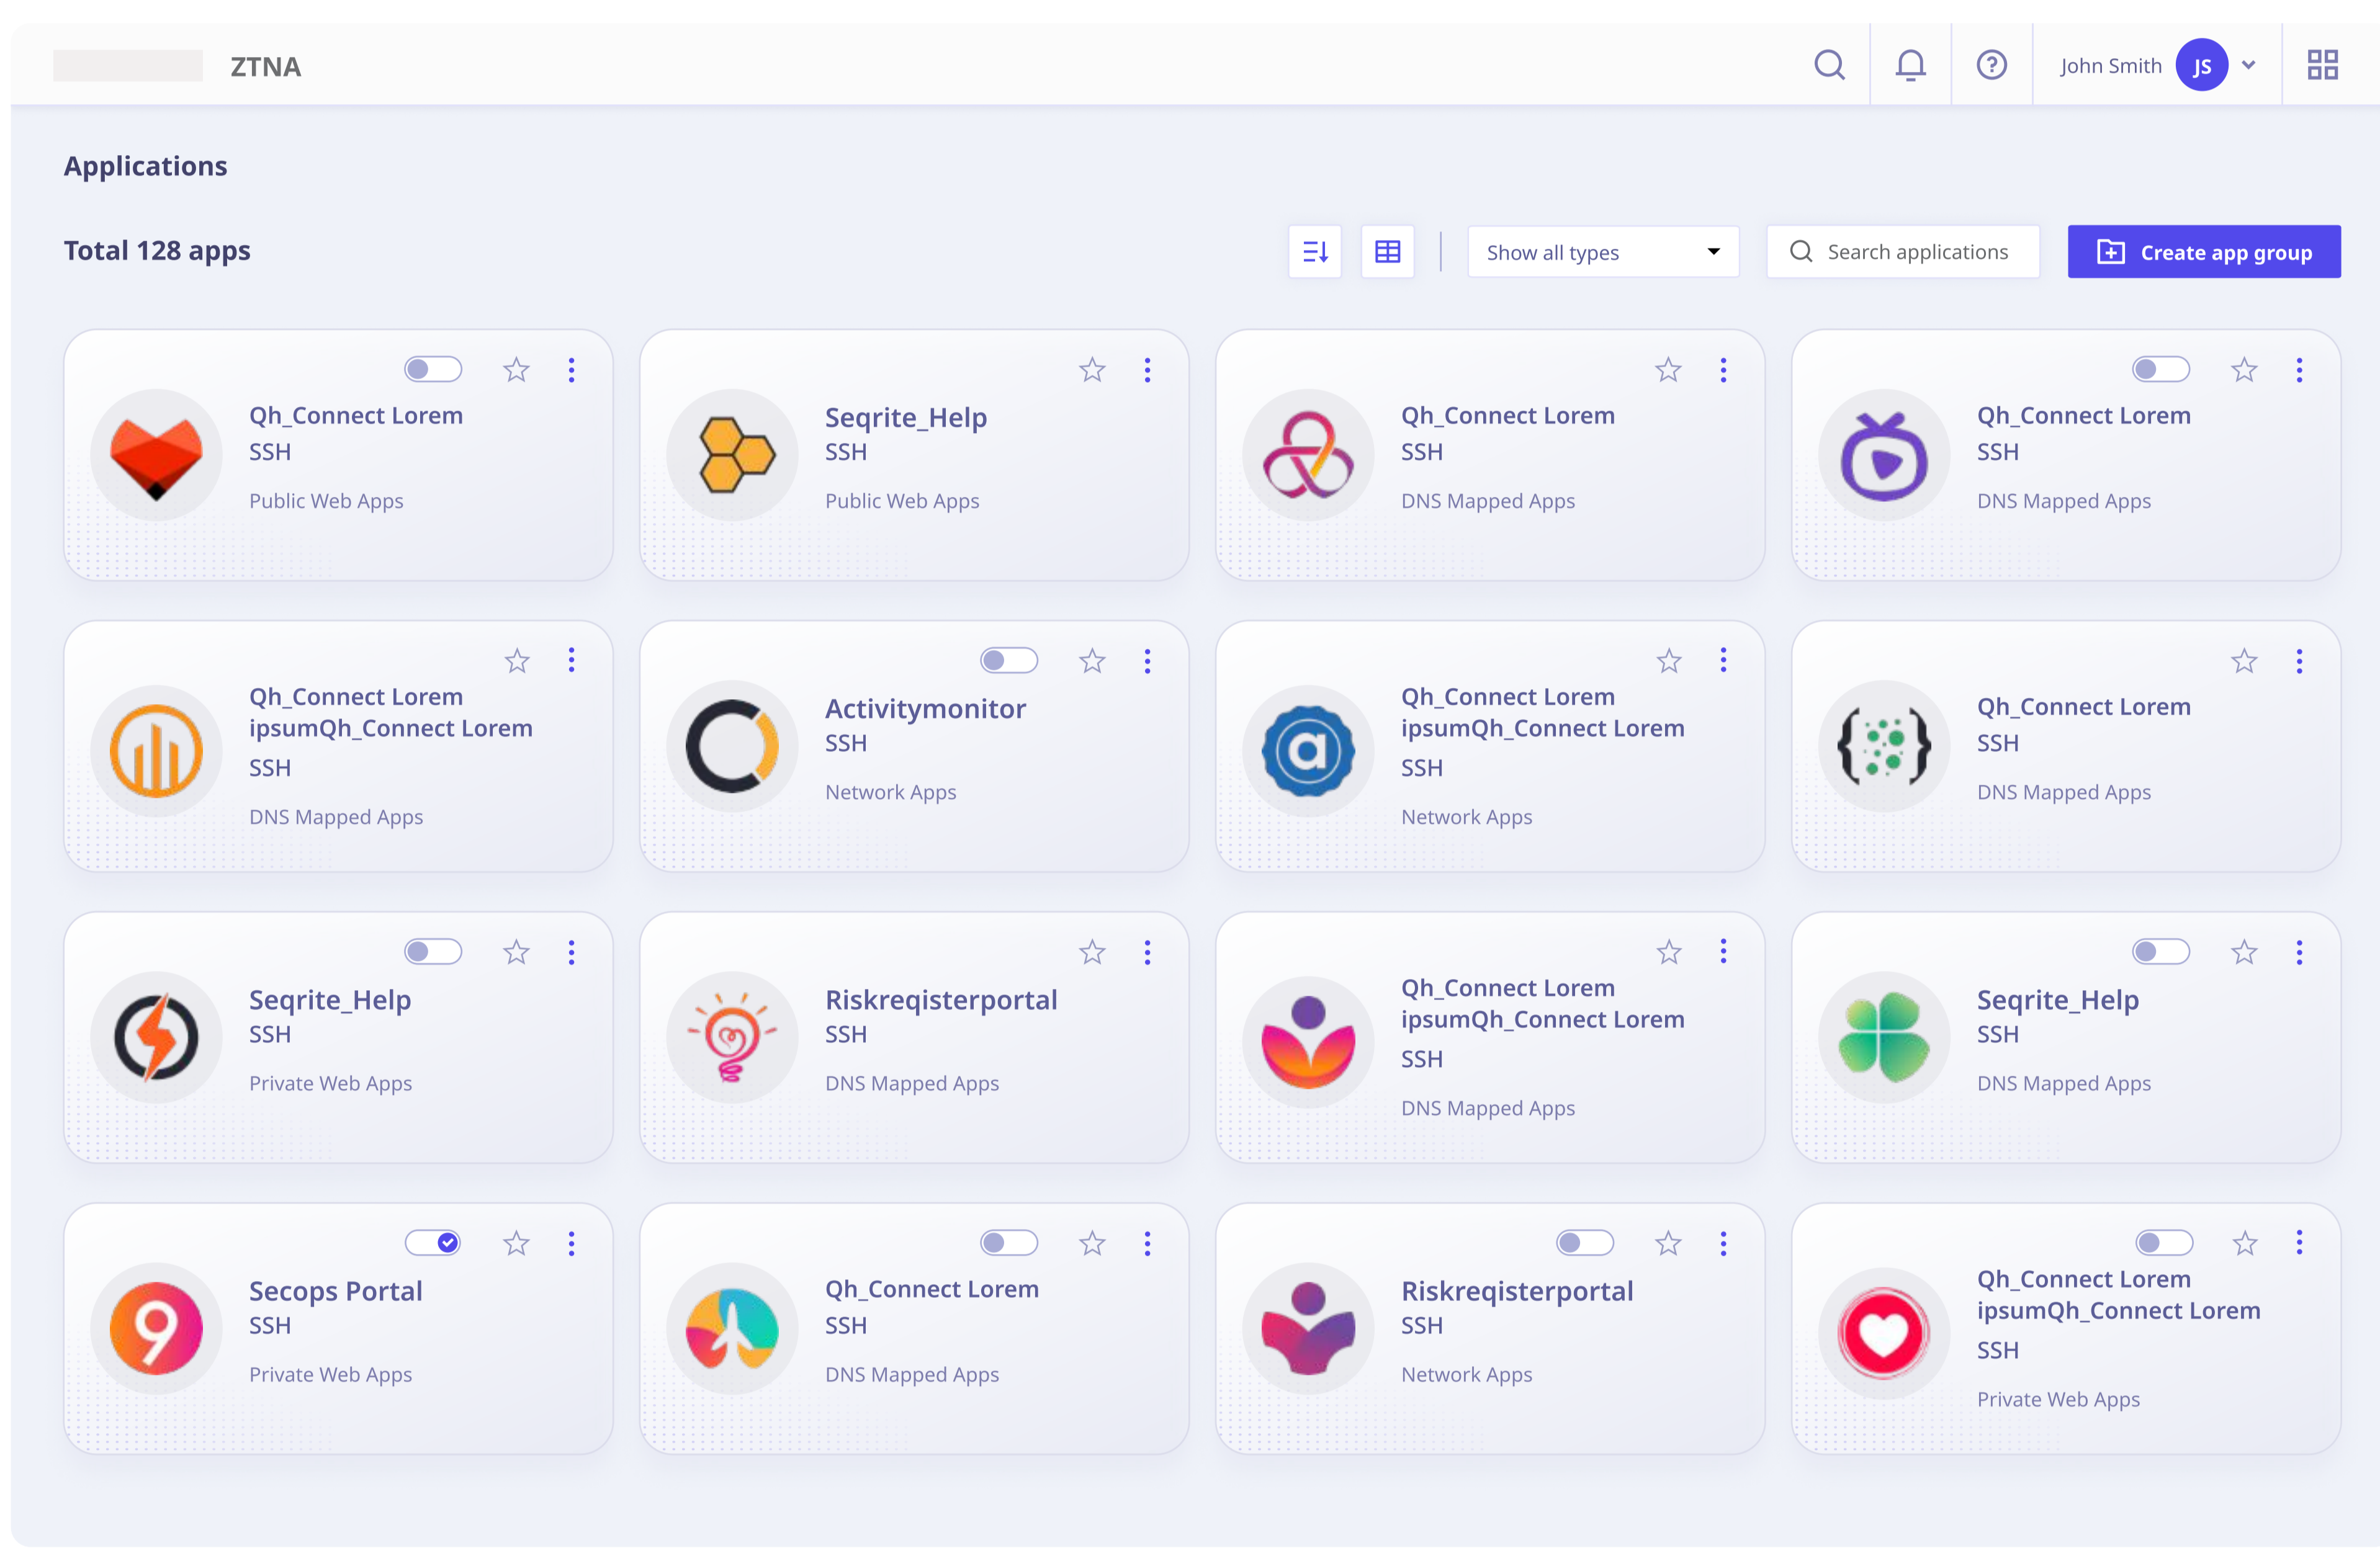 ZTNA
John Smith
JS
Applications
Total 128 apps
Show all types
Search applications
Create app group
Qh_Connect Lorem
SSH
Public Web Apps
Seqrite_Help
SSH
Public Web Apps
Qh_Connect Lorem
SSH
DNS Mapped Apps
Qh_Connect Lorem
SSH
DNS Mapped Apps
Qh_Connect Lorem
ipsumQh_Connect Lorem
SSH
DNS Mapped Apps
Activitymonitor
SSH
Network Apps
a
Qh_Connect Lorem
ipsumQh_Connect Lorem
SSH
Network Apps
Qh_Connect Lorem
SSH
DNS Mapped Apps
Seqrite_Help
SSH
Private Web Apps
Riskreqisterportal
SSH
DNS Mapped Apps
Qh_Connect Lorem
ipsumQh_Connect Lorem
SSH
DNS Mapped Apps
Seqrite_Help
SSH
DNS Mapped Apps
9
Secops Portal
SSH
Private Web Apps
Qh_Connect Lorem
SSH
DNS Mapped Apps
Riskreqisterportal
SSH
Network Apps
Qh_Connect Lorem
ipsumQh_Connect Lorem
SSH
Private Web Apps